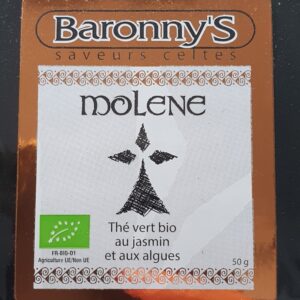 Baronny'S
saveurs celtes
MOLENE
Thé vert bio
au jasmin
et aux algues
50 g
FR-BIO-01
Agriculture UE/Non UE